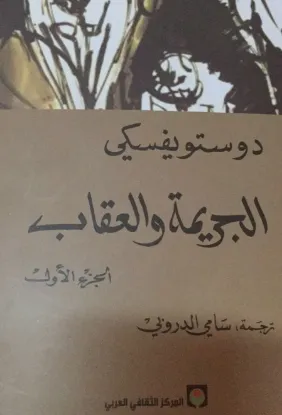 دوستويفسكي
الجريمة والعقاب
الجزء الأول
ترجمة: سامي الدروبي
المركز الثقافي العربي